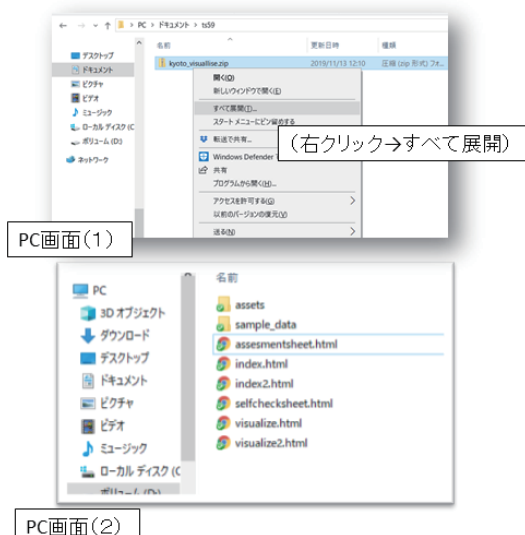 PC > ドキュメント > ts59
名前
更新日時
種類
デスクトップ
ドキュメント
ピクチャ
ビデオ
ミュージック
ローカル ディスク (C
ボリューム (D:)
ネットワーク
kyoto_visuallise.zip
2019/11/13 12:10
圧縮 (zip 形式) フォ...
開く(O)
新しいウィンドウで開く(E)
すべて展開(T)...
スタート メニューにピン留めする
転送で共有...
Windows Defender
共有
プログラムから開く(H)...
アクセスを許可する(G)
以前のバージョンの復元(V)
送る(N)
(右クリック→すべて展開)
PC画面(1)
PC
3D オブジェクト
ダウンロード
デスクトップ
ドキュメント
ピクチャ
ビデオ
ミュージック
ローカル ディスク (C
ボリューム (D:)
名前
assets
sample_data
assesmentsheet.html
index.html
index2.html
selfchecksheet.html
visualize.html
visualize2.html
PC画面(2)